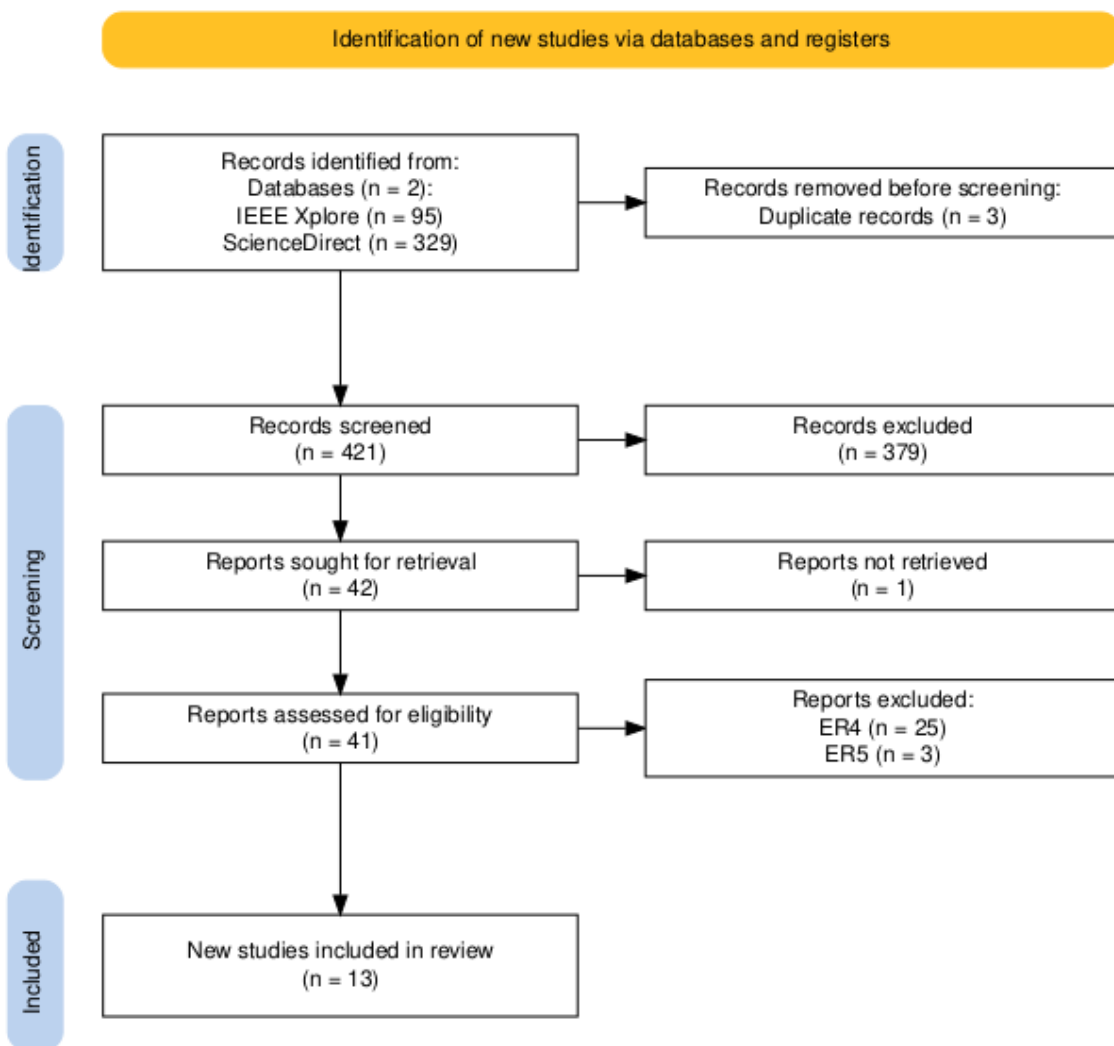 Identification of new studies via databases and registers
Identification
Records identified from:
Databases (n = 2):
IEEE Xplore (n = 95)
ScienceDirect (n = 329)
Records removed before screening:
Duplicate records (n = 3)
Screening
Records screened
(n = 421)
Records excluded
(n = 379)
Reports sought for retrieval
(n = 42)
Reports not retrieved
(n = 1)
Reports assessed for eligibility
(n = 41)
Reports excluded:
ER4 (n = 25)
ER5 (n = 3)
Included
New studies included in review
(n = 13)